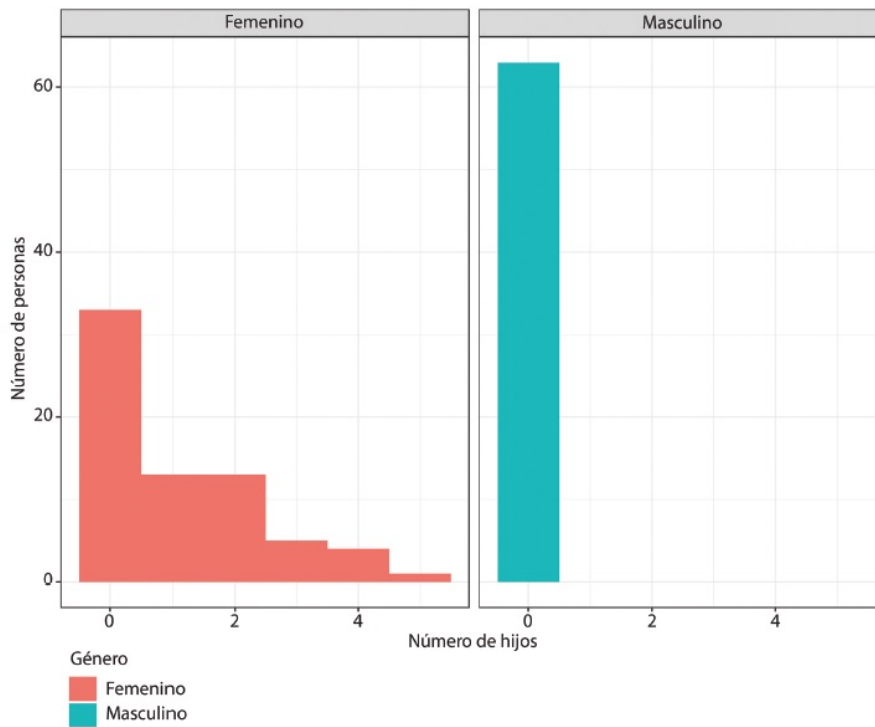 Femenino
Masculino
Número de personas
60
40
20
0
0
2
4
0
2
4
Número de hijos
Género
Femenino
Masculino